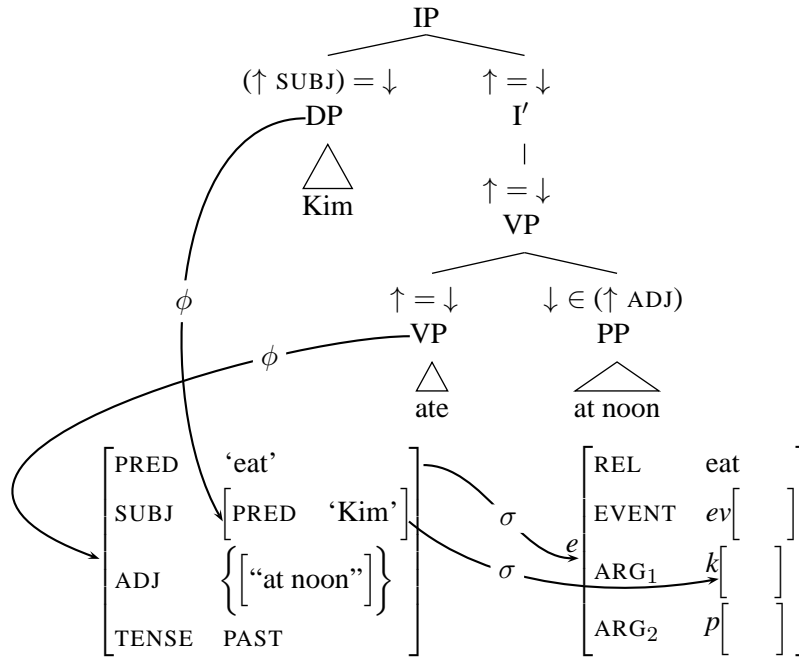 IP
(↑ SUBJ) = ↓ ↑ = ↓
DP I′
Kim
↑ = ↓
VP
ϕ
↑ = ↓ ↓ ∈ (↑ ADJ)
VP PP
ϕ
ate at noon
PRED ‘eat’ REL eat
SUBJ [PRED ‘Kim’] σ EVENT ev[ ]
e
ADJ {[“at noon”]} σ ARG1 k[ ]
TENSE PAST ARG2 p[ ]